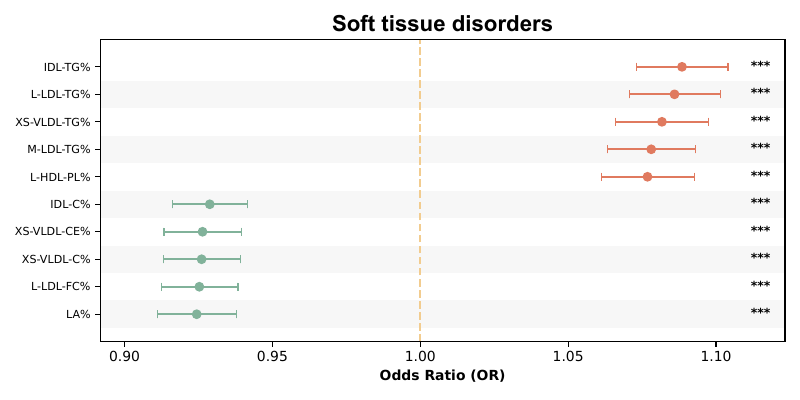 Soft tissue disorders
IDL-TG% ***
L-LDL-TG% ***
XS-VLDL-TG% ***
M-LDL-TG% ***
L-HDL-PL% ***
IDL-C% ***
XS-VLDL-CE% ***
XS-VLDL-C% ***
L-LDL-FC% ***
LA% ***
0.90 0.95 1.00 1.05 1.10
Odds Ratio (OR)